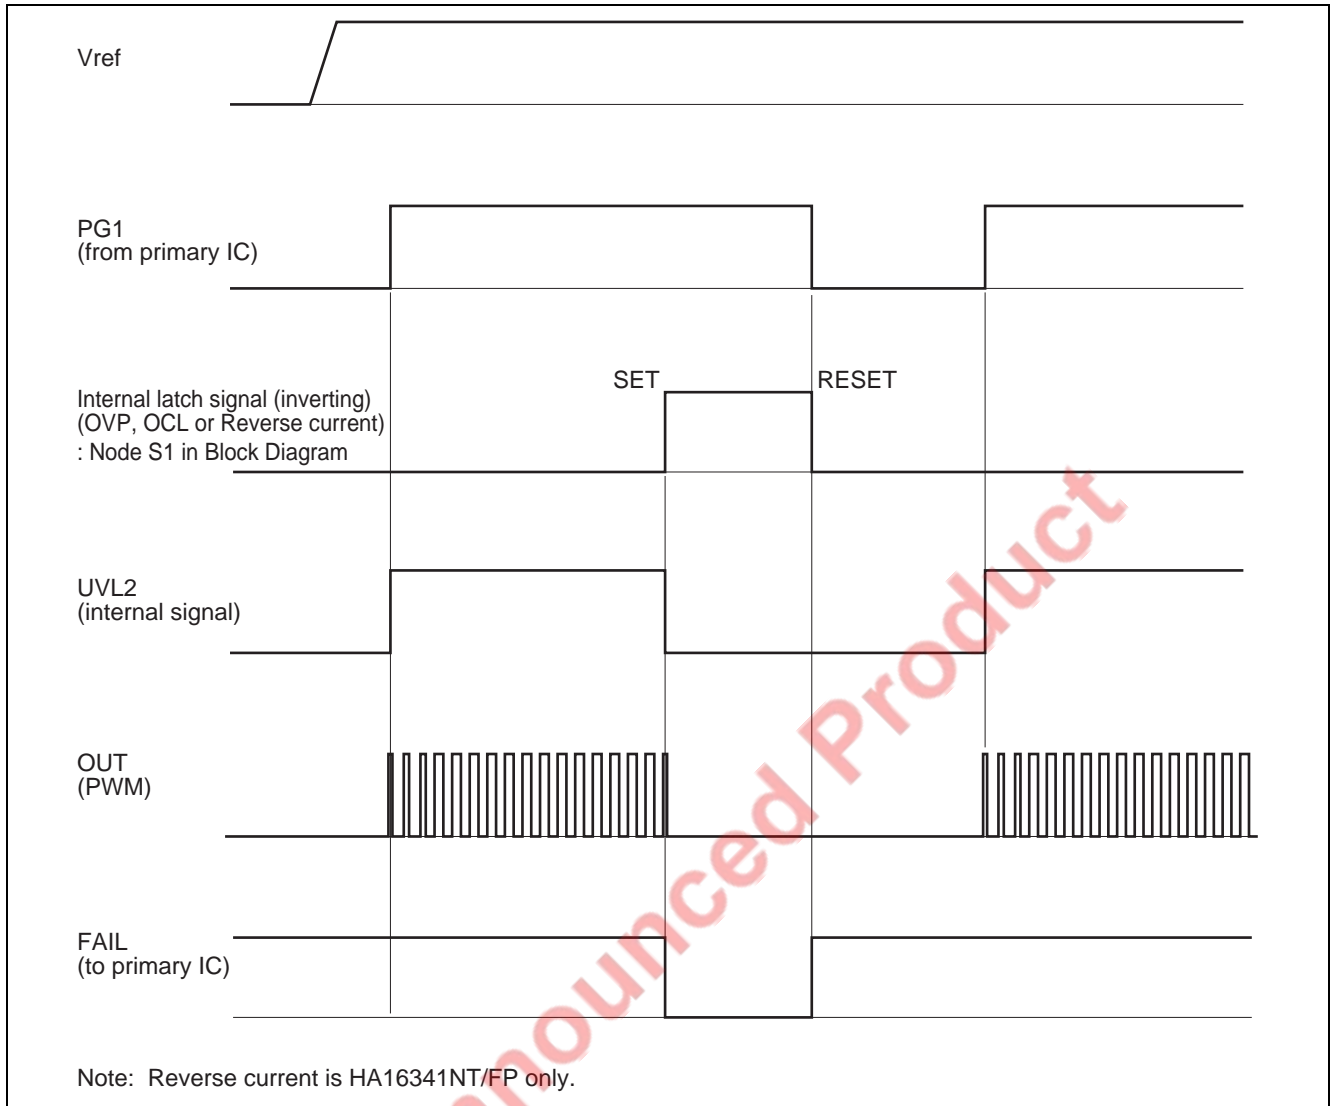 Vref
PG1
(from primary IC)
SET
RESET
Internal latch signal (inverting)
(OVP, OCL or Reverse current)
: Node S1 in Block Diagram
UVL2
(internal signal)
OUT
(PWM)
FAIL
(to primary IC)
Note: Reverse current is HA16341NT/FP only.
nounced Product